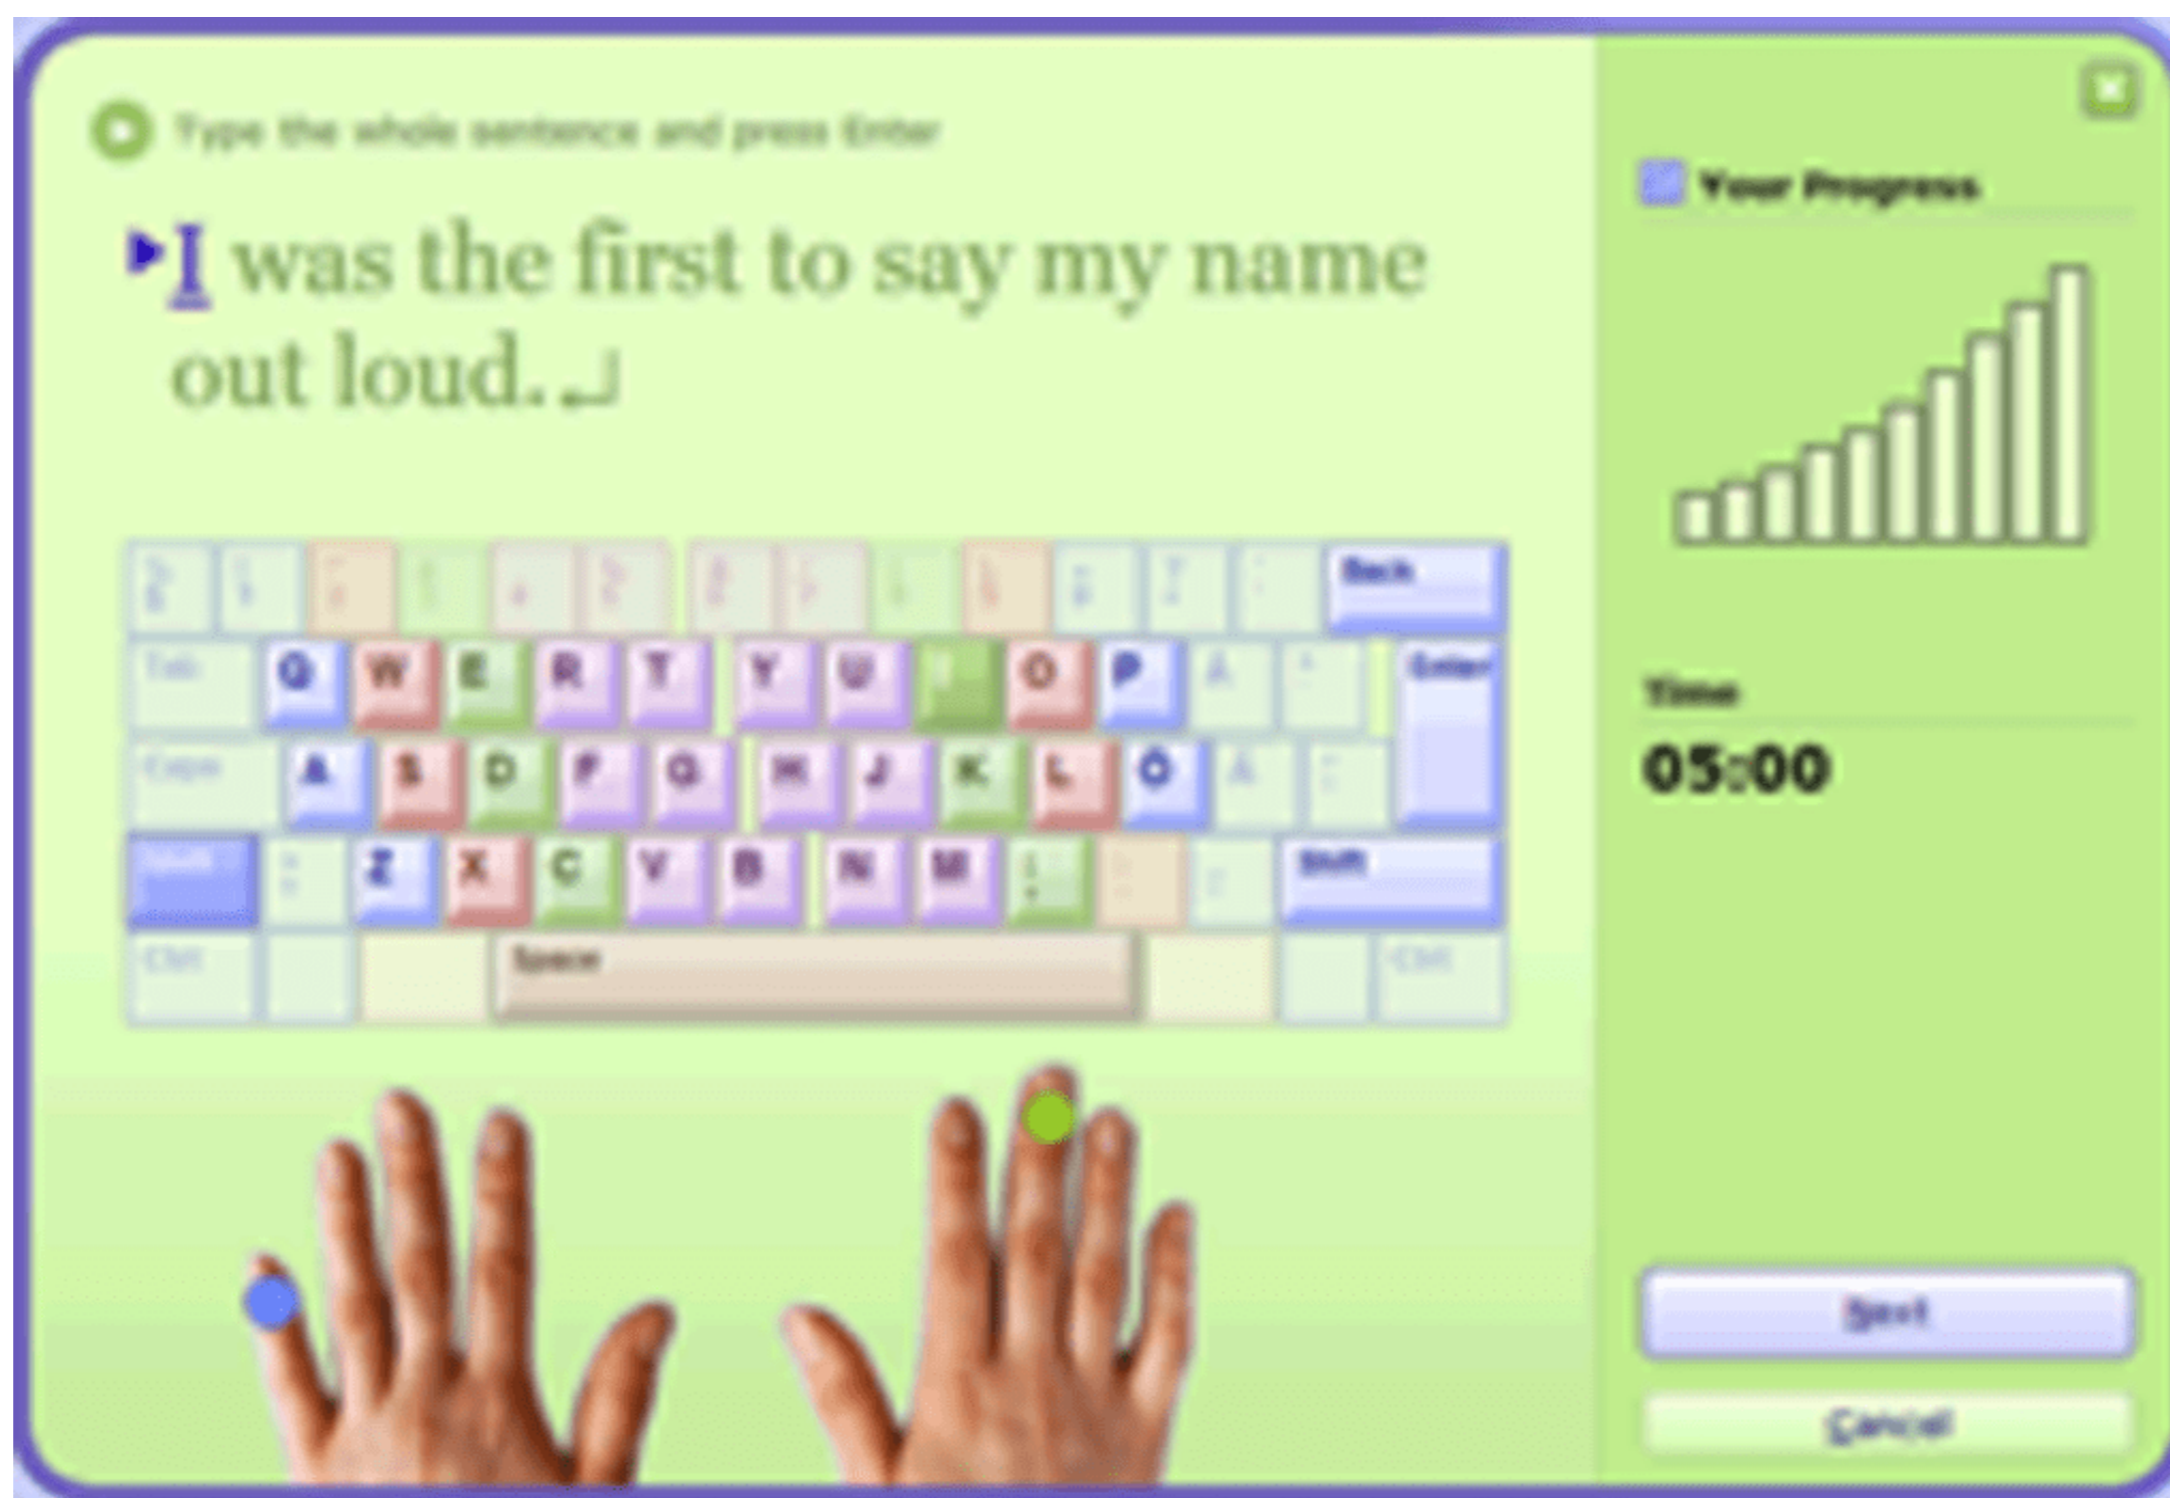 Type the whole sentence and press Enter
I was the first to say my name
out loud.
Your Progress
Time
05:00
Back
Tab Q W E R T Y U O P Å Enter
Caps A S D F G H J K L Ö Ä
Shift Z X C V B N M Shift
Ctrl Space Ctrl
Next
Cancel